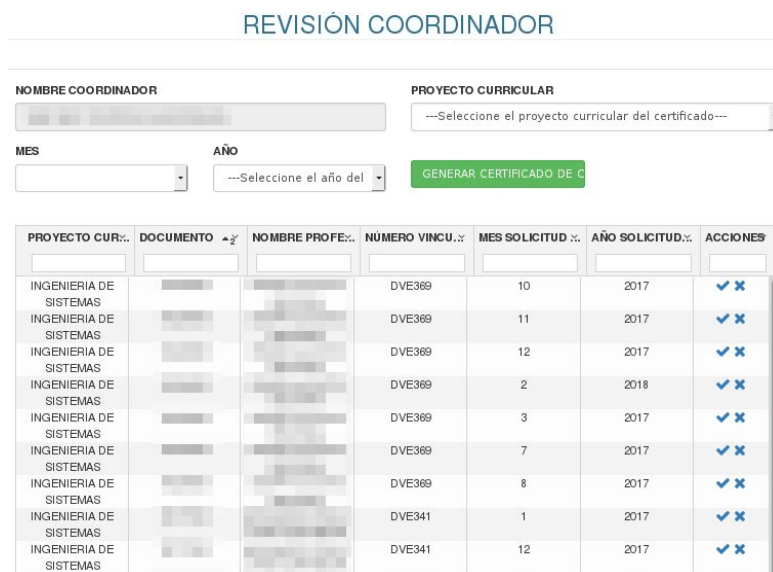 REVISIÓN COORDINADOR
NOMBRE COORDINADOR
PROYECTO CURRICULAR
---Seleccione el proyecto curricular del certificado---
MES
AÑO
---Seleccione el año del
GENERAR CERTIFICADO DE C
PROYECTO CUR... DOCUMENTO 2 NOMBRE PROFE... NÚMERO VINCU... MES SOLICITUD ... AÑO SOLICITUD... ACCIONES
INGENIERIA DE SISTEMAS DVE369 10 2017
INGENIERIA DE SISTEMAS DVE369 11 2017
INGENIERIA DE SISTEMAS DVE369 12 2017
INGENIERIA DE SISTEMAS DVE369 2 2018
INGENIERIA DE SISTEMAS DVE369 3 2017
INGENIERIA DE SISTEMAS DVE369 7 2017
INGENIERIA DE SISTEMAS DVE369 8 2017
INGENIERIA DE SISTEMAS DVE341 1 2017
INGENIERIA DE SISTEMAS DVE341 12 2017